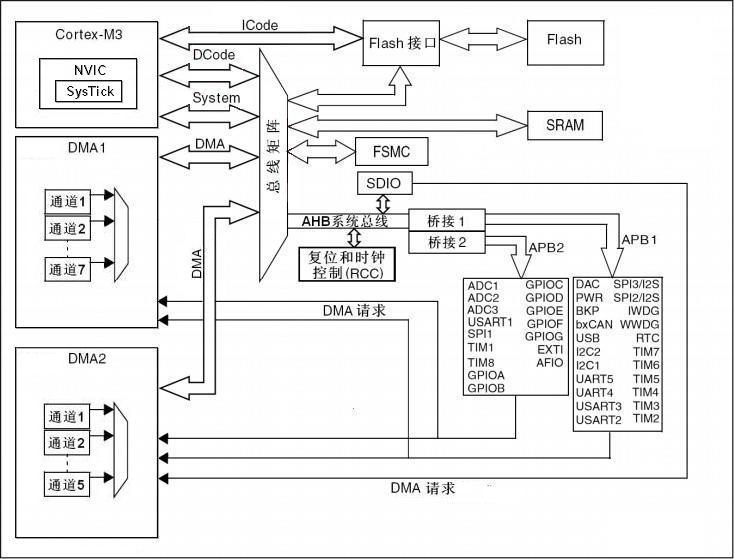 Cortex-M3
NVIC
SysTick
ICode
DCode
System
DMA
Flash 接口
Flash
总线矩阵
SRAM
FSMC
SDIO
DMA1
通道1
通道2
通道7
AHB系统总线
桥接 1
桥接 2
APB2
APB1
复位和时钟
控制(RCC)
DMA
DMA 请求
ADC1 GPIOC
ADC2 GPIOD
ADC3 GPIOE
USART1 GPIOF
SPI1 GPIOG
TIM1 EXTI
TIM8 AFIO
GPIOA
GPIOB
DAC SPI3/I2S
PWR SPI2/I2S
BKP IWDG
bxCAN WWDG
USB RTC
I2C2 TIM7
I2C1 TIM6
UART5 TIM5
UART4 TIM4
USART3 TIM3
USART2 TIM2
DMA2
通道1
通道2
通道5
DMA 请求